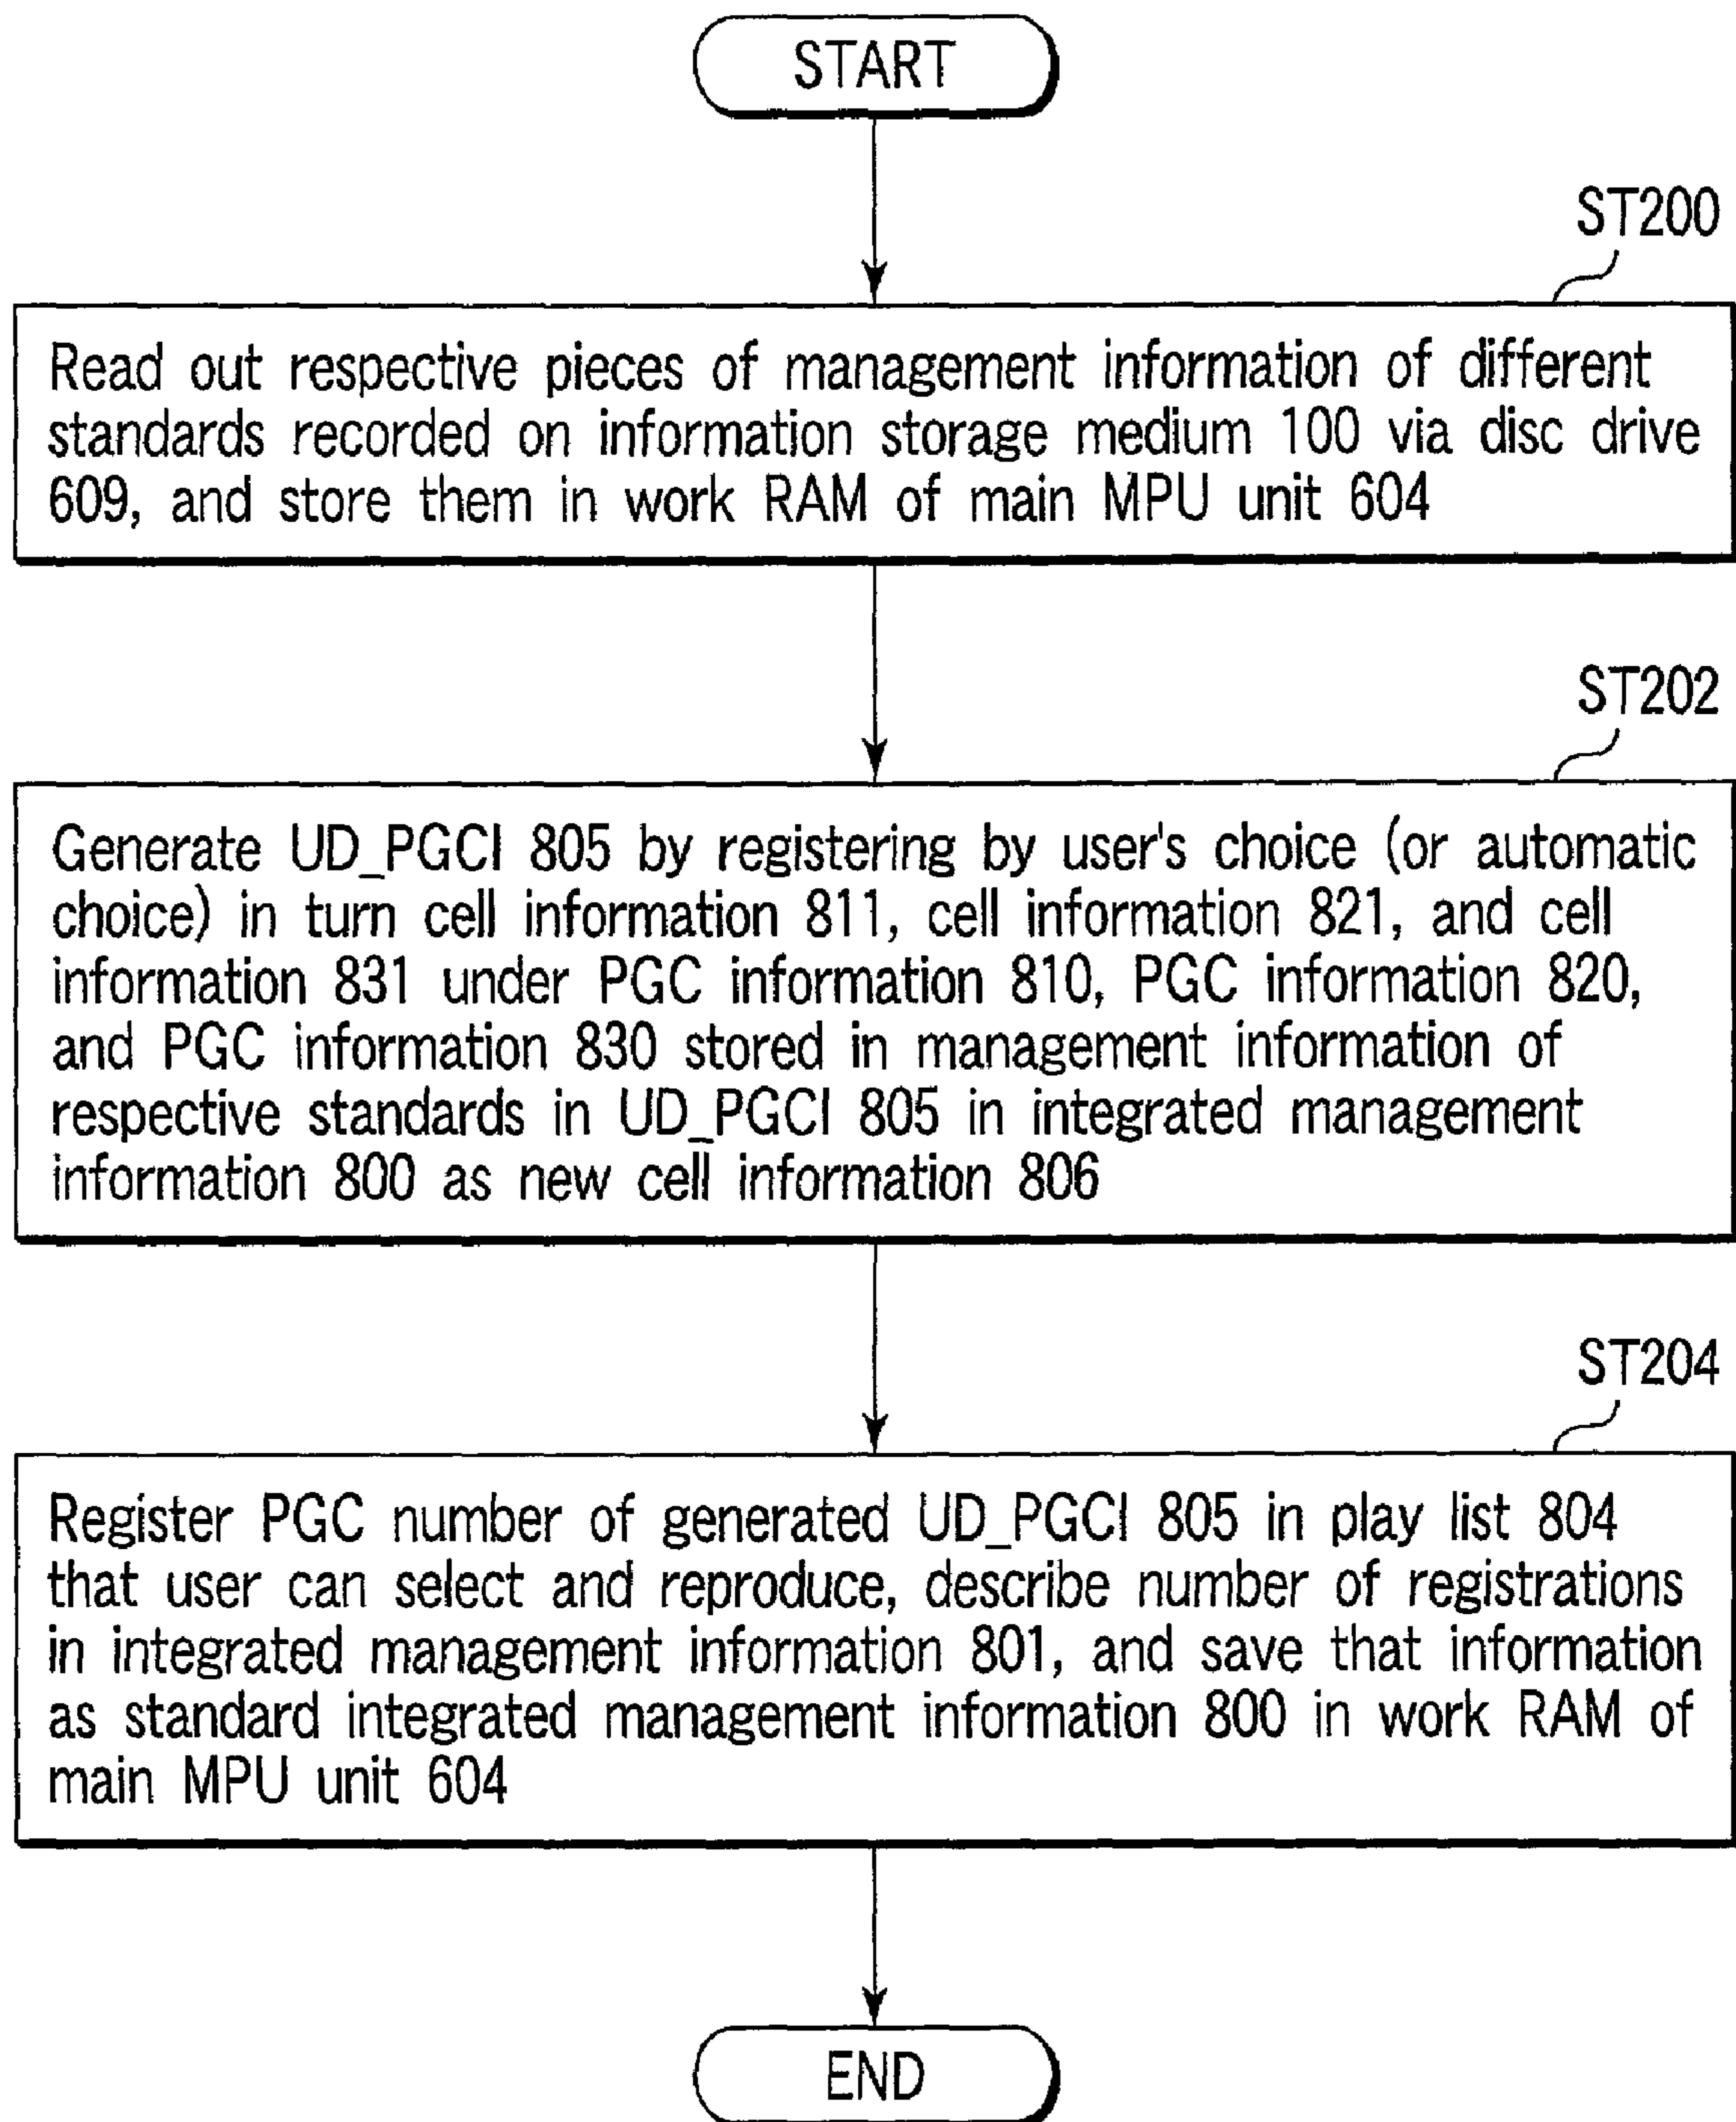 START
ST200
Read out respective pieces of management information of different
standards recorded on information storage medium 100 via disc drive
609, and store them in work RAM of main MPU unit 604
ST202
Generate UD_PGCI 805 by registering by user's choice (or automatic
choice) in turn cell information 811, cell information 821, and cell
information 831 under PGC information 810, PGC information 820,
and PGC information 830 stored in management information of
respective standards in UD_PGCI 805 in integrated management
information 800 as new cell information 806
ST204
Register PGC number of generated UD_PGCI 805 in play list 804
that user can select and reproduce, describe number of registrations
in integrated management information 801, and save that information
as standard integrated management information 800 in work RAM of
main MPU unit 604
END